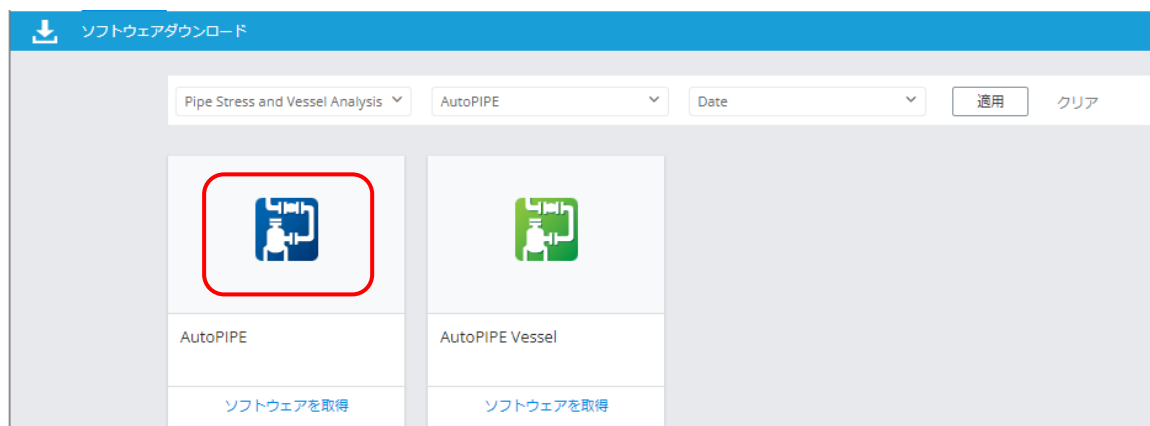 ソフトウェアダウンロード
Pipe Stress and Vessel Analysis AutoPIPE Date 適用 クリア
AutoPIPE AutoPIPE Vessel
ソフトウェアを取得 ソフトウェアを取得